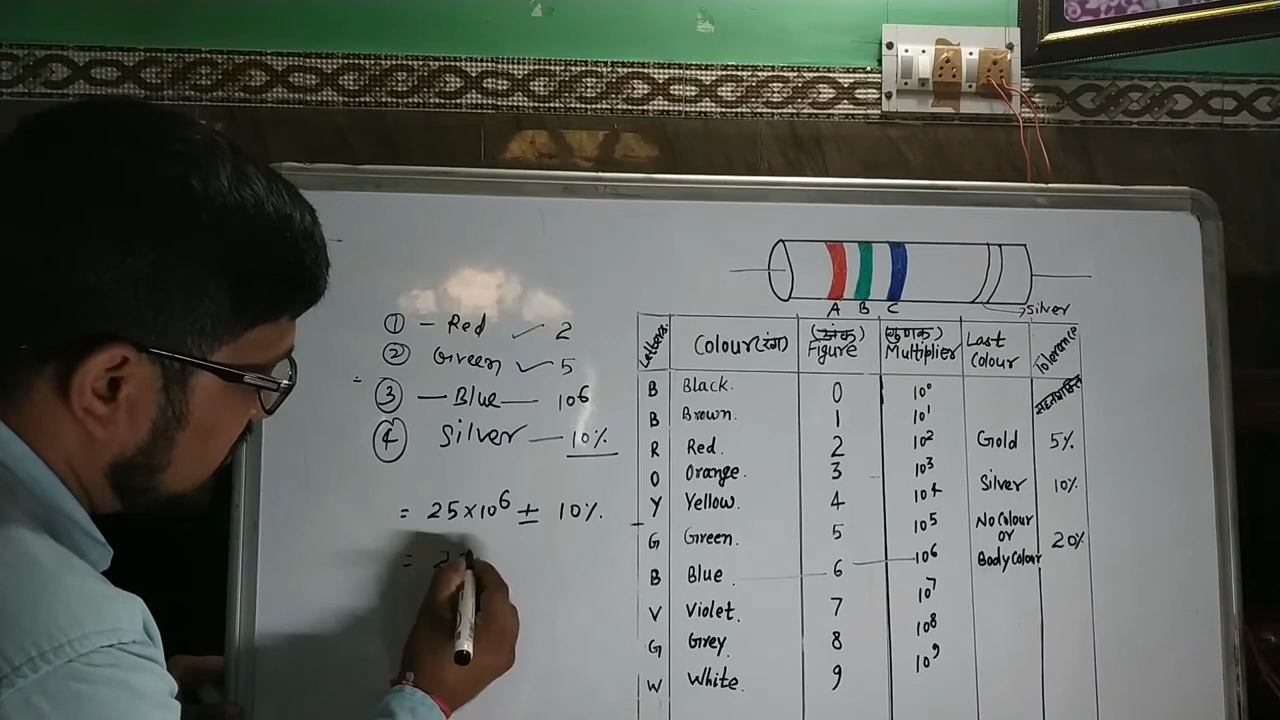 A B C
Silver
① - Red ✓ 2
② Green ✓ 5
③ — Blue — 10⁶
④ Silver — 10%
= 25×10⁶ ± 10%.
= 2
Letters Colour(रंग) (अंक) Figure (गुणक) Multiplier Last Colour Tolerence
B Black. 0 10⁰
B Brown. 1 10¹
R Red. 2 10² Gold 5%
O Orange. 3 10³
Y Yellow. 4 10⁴ Silver 10%
G Green. 5 10⁵ No Colour or Body Colour 20%
B Blue 6 10⁶
V Violet. 7 10⁷
G Grey. 8 10⁸
W White. 9 10⁹